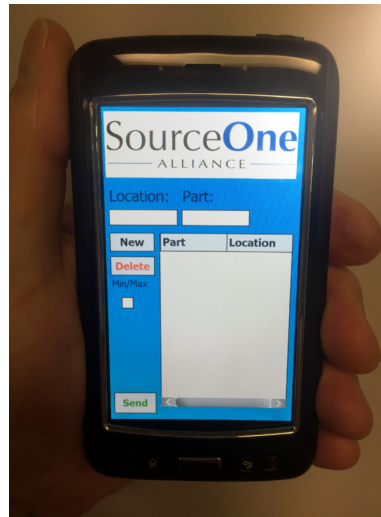 SourceOne
ALLIANCE
Location: Part:
New
Part Location
Delete
Min/Max
Send